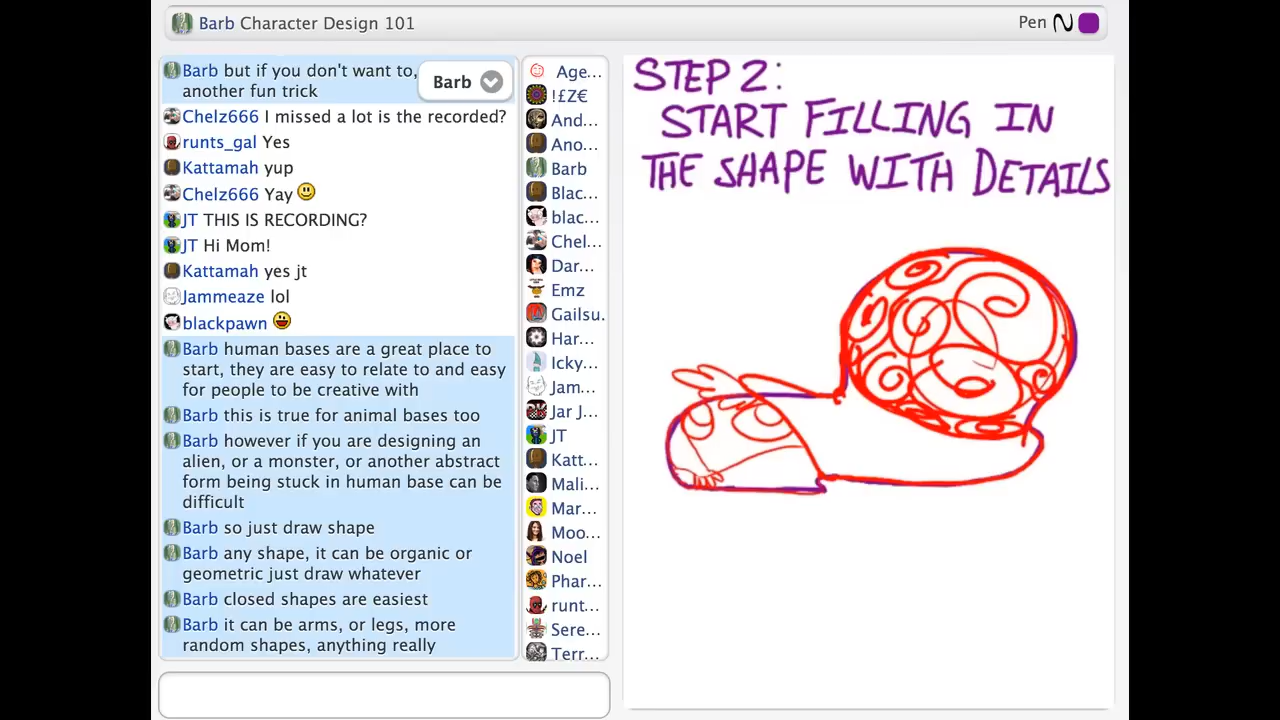 Barb Character Design 101
Pen
Barb but if you don't want to,
another fun trick
Barb
Chelz666 I missed a lot is the recorded?
runts_gal Yes
Kattamah yup
Chelz666 Yay
JT THIS IS RECORDING?
JT Hi Mom!
Kattamah yes jt
Jammeaze lol
blackpawn
Barb human bases are a great place to
start, they are easy to relate to and easy
for people to be creative with
Barb this is true for animal bases too
Barb however if you are designing an
alien, or a monster, or another abstract
form being stuck in human base can be
difficult
Barb so just draw shape
Barb any shape, it can be organic or
geometric just draw whatever
Barb closed shapes are easiest
Barb it can be arms, or legs, more
random shapes, anything really
Age...
!£Z€
And...
Ano...
Barb
Blac...
blac...
Chel...
Dar...
Emz
Gailsu.
Har...
Icky...
Jam...
Jar J...
JT
Katt...
Mali...
Mar...
Moo...
Noel
Phar...
runt...
Sere...
Terr...
STEP 2:
START FILLING IN
THE SHAPE WITH DETAILS